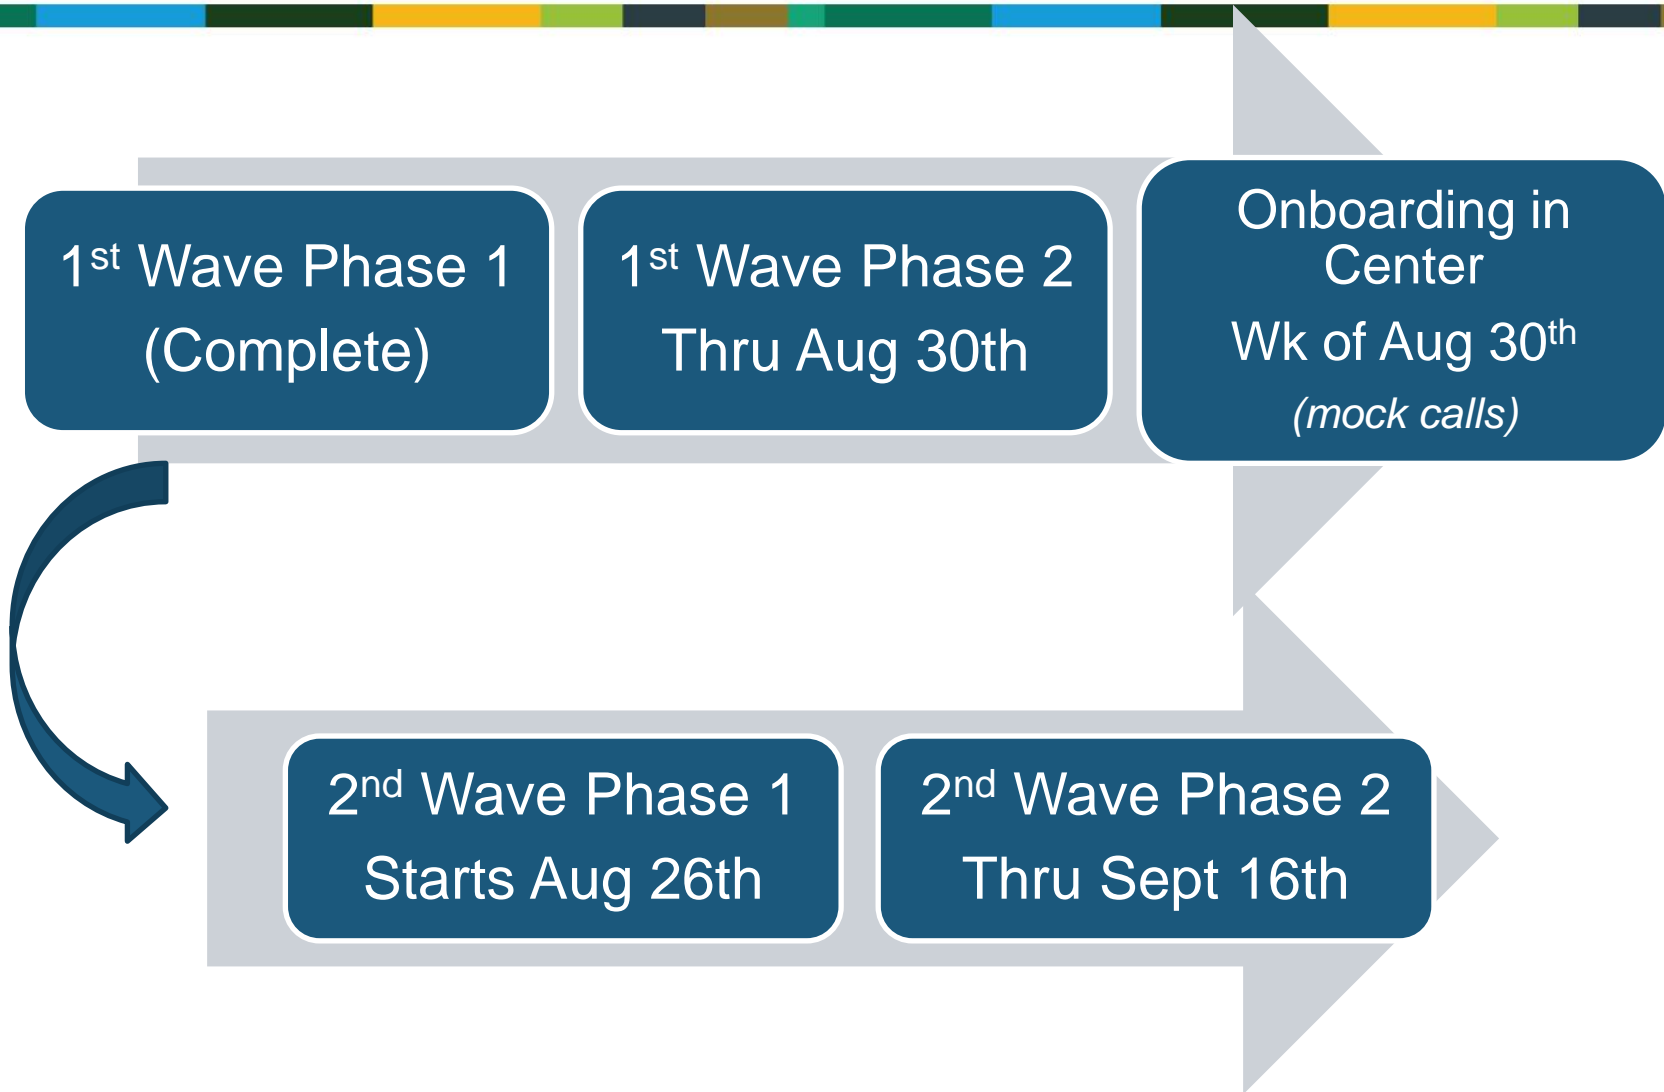 1st Wave Phase 1
(Complete)
1st Wave Phase 2
Thru Aug 30th
Onboarding in
Center
Wk of Aug 30th
(mock calls)
2nd Wave Phase 1
Starts Aug 26th
2nd Wave Phase 2
Thru Sept 16th